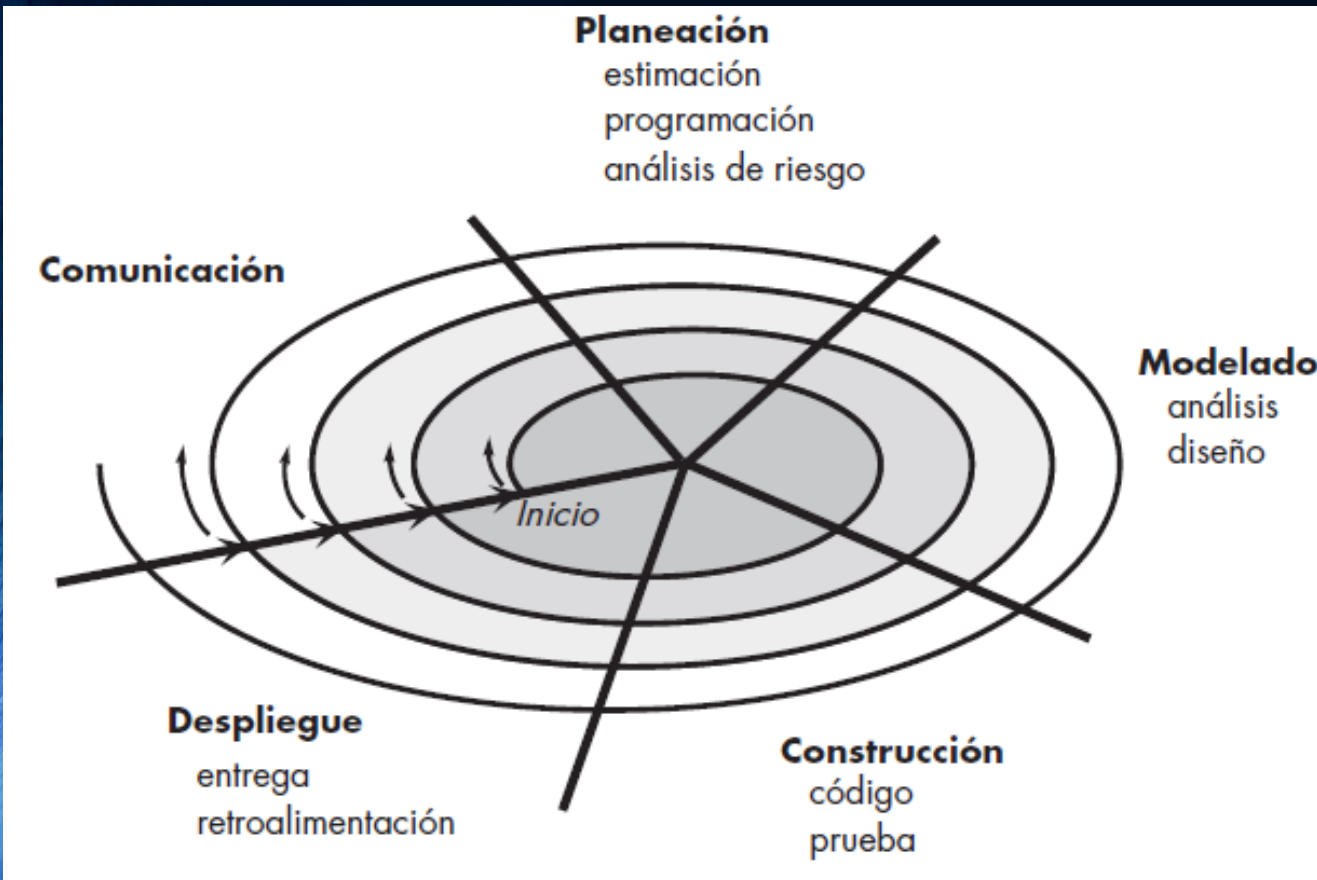 Planeación
estimación
programación
análisis de riesgo
Comunicación
Modelado
análisis
diseño
Inicio
Despliegue
entrega
retroalimentación
Construcción
código
prueba